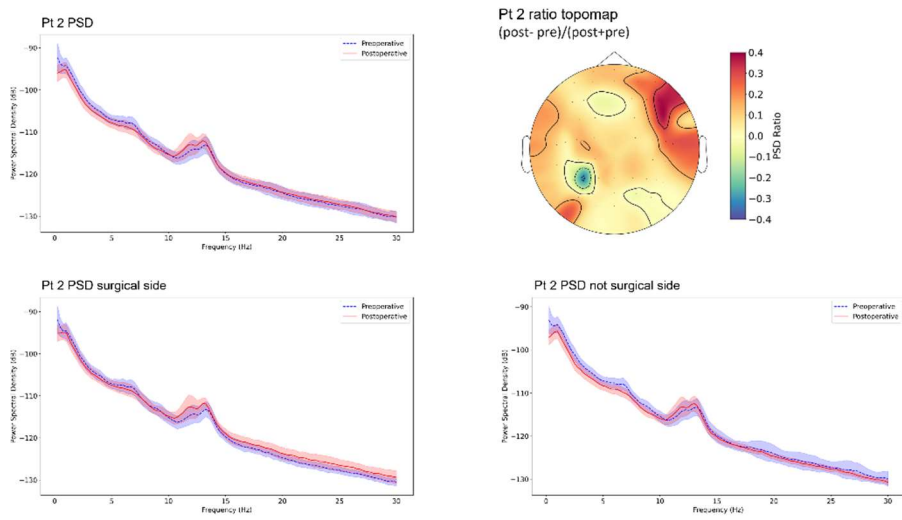 Pt 2 PSD
Preoperative
Postoperative
−90
−100
−110
−120
−130
Power Spectral Density (dB)
0
5
10
15
20
25
30
Frequency (Hz)
Pt 2 ratio topomap
(post- pre)/(post+pre)
0.4
0.3
0.2
0.1
0.0
−0.1
−0.2
−0.3
−0.4
PSD Ratio
Pt 2 PSD surgical side
Preoperative
Postoperative
−90
−100
−110
−120
−130
Power Spectral Density (dB)
0
5
10
15
20
25
30
Frequency (Hz)
Pt 2 PSD not surgical side
Preoperative
Postoperative
−90
−100
−110
−120
−130
Power Spectral Density (dB)
0
5
10
15
20
25
30
Frequency (Hz)